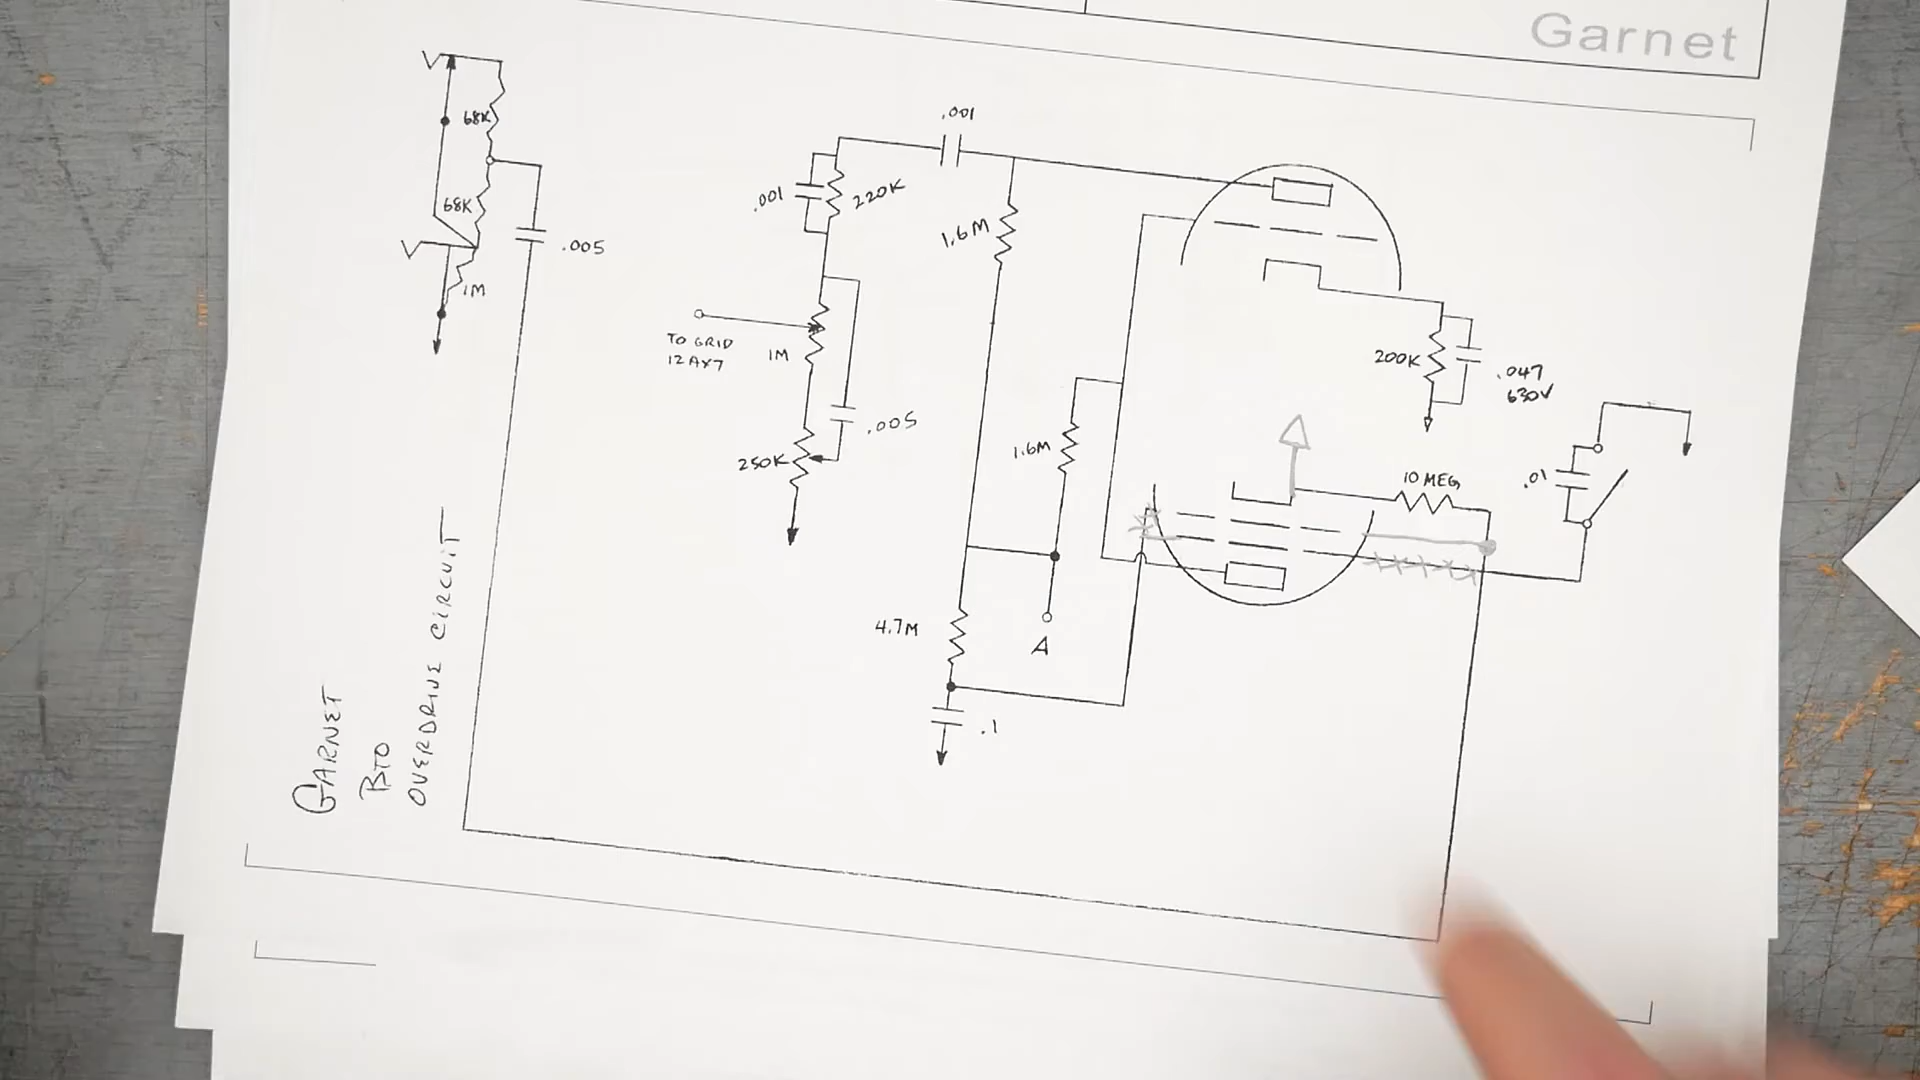 Garnet
68K
68K
1M
.005
.001
.001
220K
1.6M
TO GRID
12AX7
1M
.005
250K
1.6M
200K
.047
630V
.01
10 MEG
4.7M
A
.1
GARNET
BTO
OVERDRIVE CIRCUIT